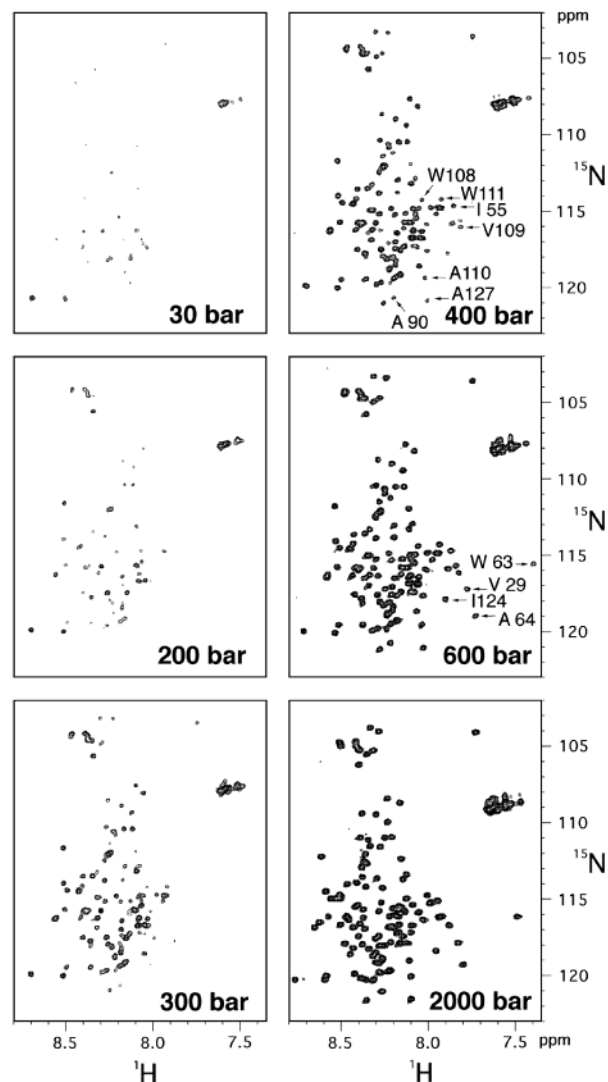 ppm
105
110
¹⁵N
W108
W111
I 55
115
V109
A110
A127
120
A 90
30 bar
400 bar
105
110
¹⁵N
W 63
115
V 29
I124
A 64
120
200 bar
600 bar
105
110
¹⁵N
115
120
300 bar
2000 bar
8.5 8.0 7.5 8.5 8.0 7.5 ppm
¹H ¹H